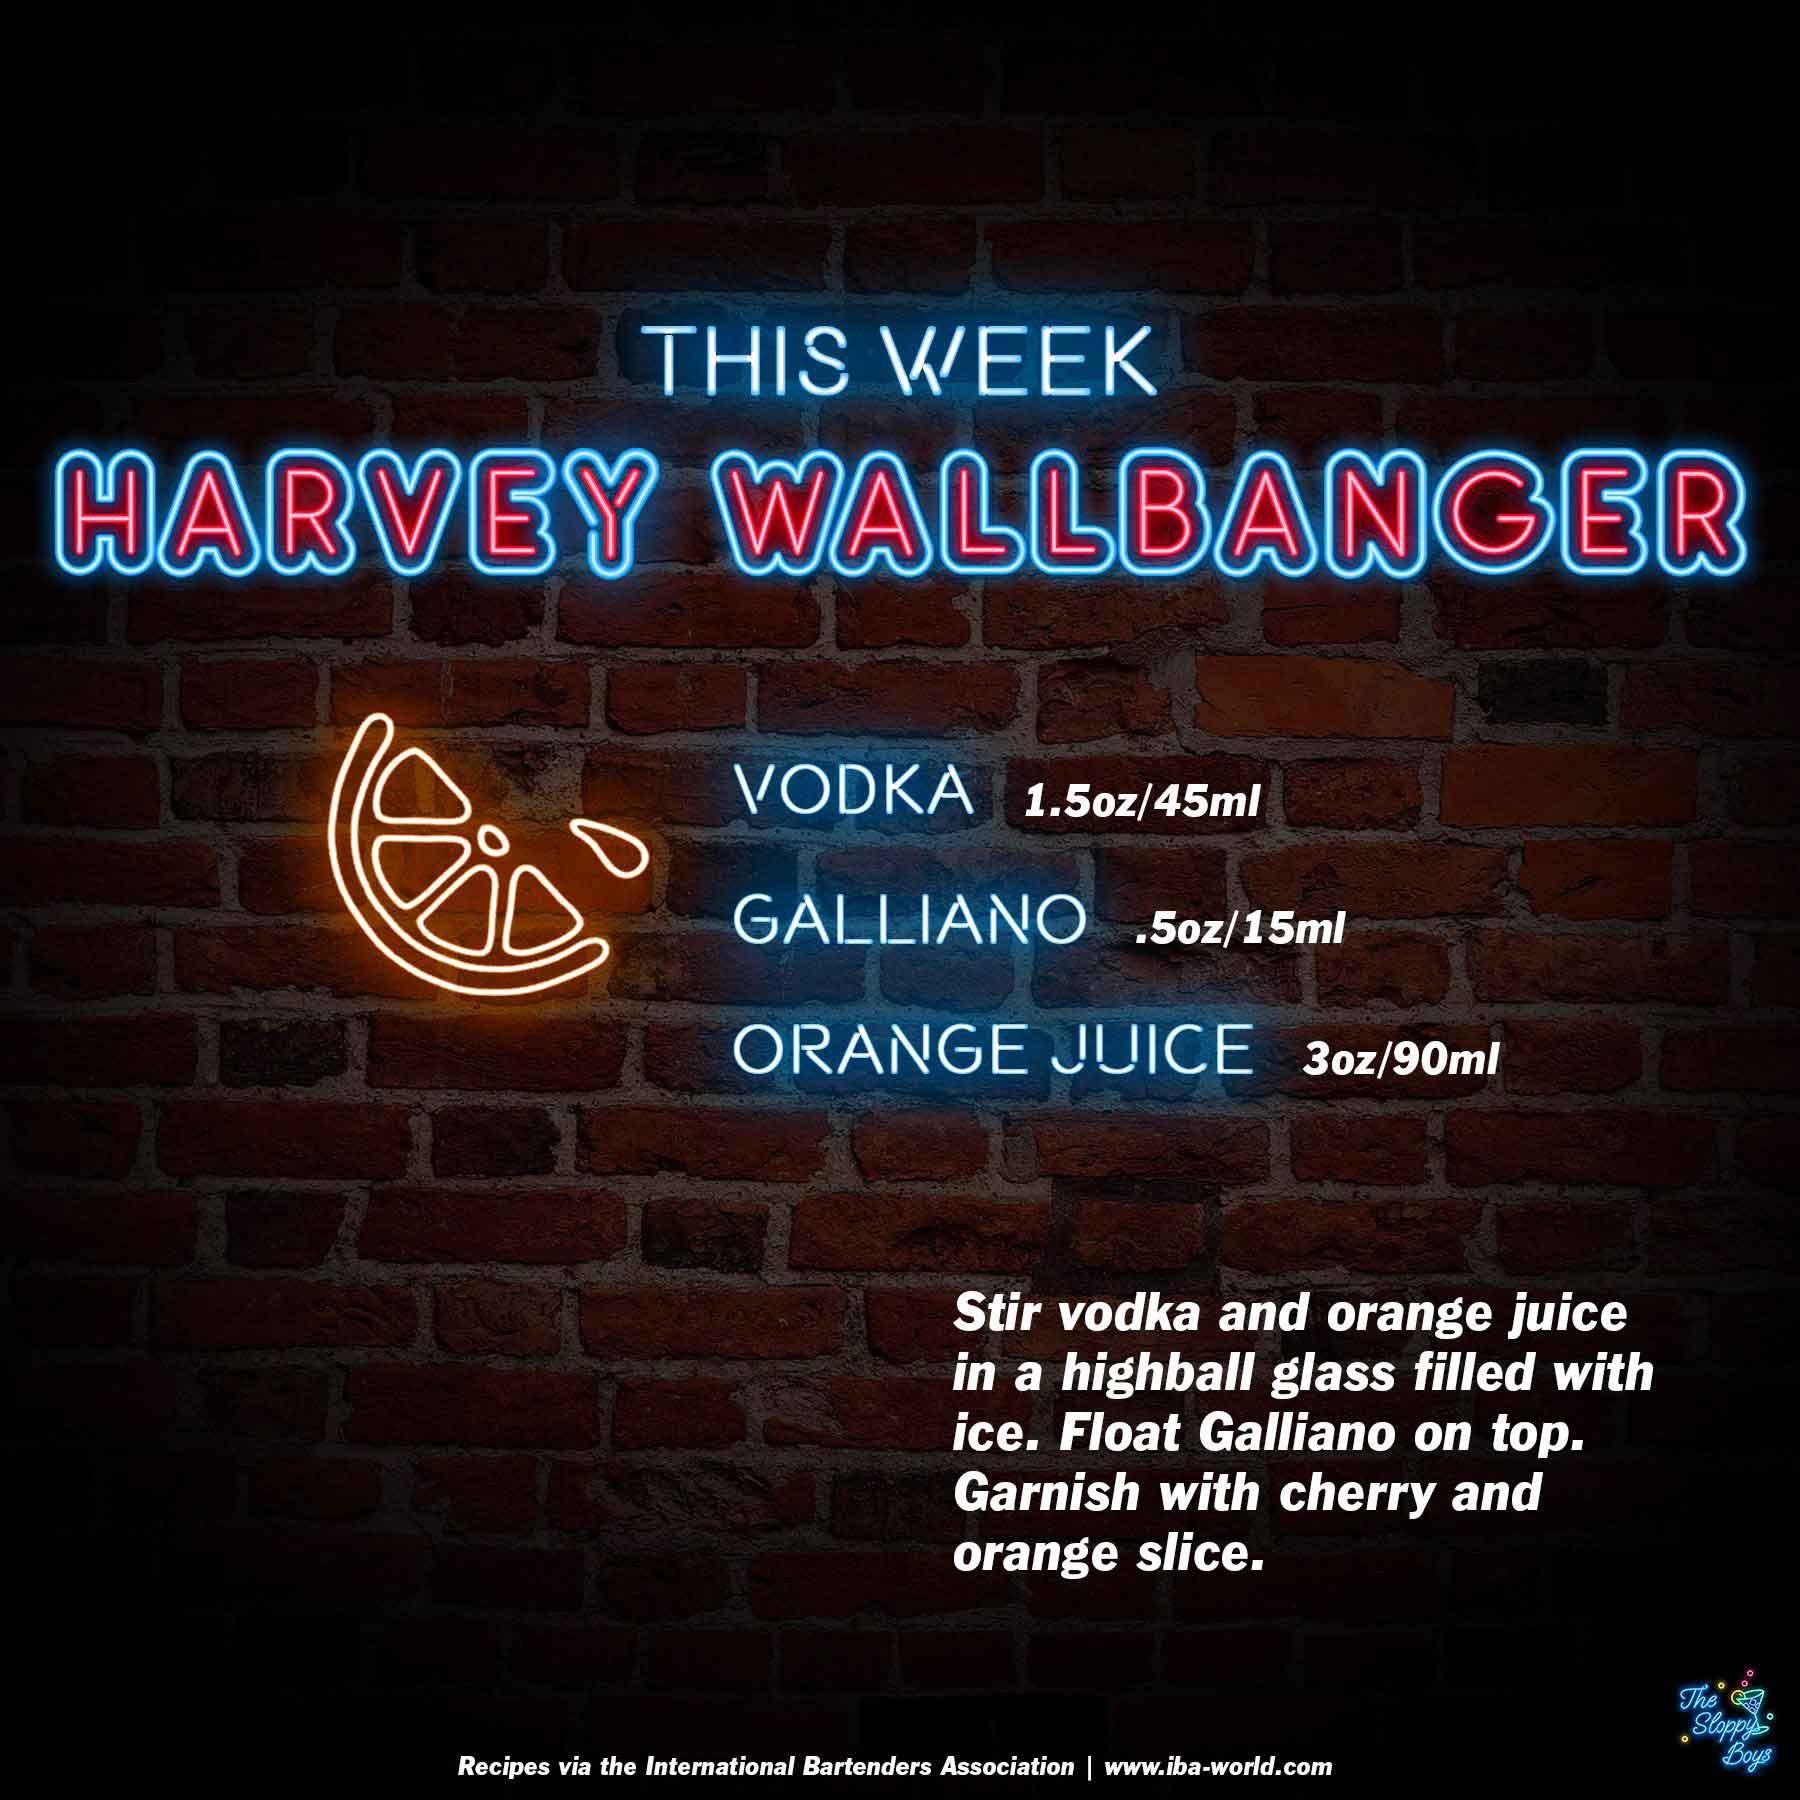 THIS WEEK
HARVEY WALLBANGER
VODKA 1.5oz/45ml
GALLIANO .5oz/15ml
ORANGE JUICE 3oz/90ml
Stir vodka and orange juice
in a highball glass filled with
ice. Float Galliano on top.
Garnish with cherry and
orange slice.
The
Sloppy
Boys
Recipes via the International Bartenders Association | www.iba-world.com